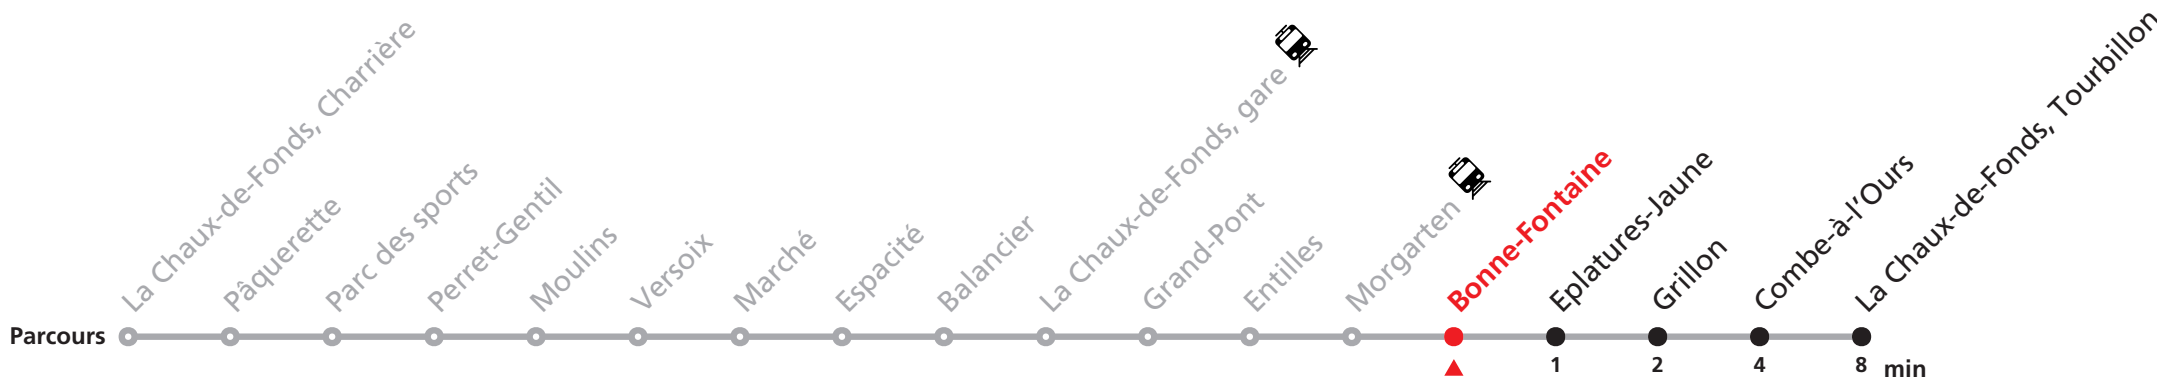 La Chaux-de-Fonds, Charrière
Pâquerette
Parc des sports
Perret-Gentil
Moulins
Versoix
Marché
Espacité
Balancier
La Chaux-de-Fonds, gare
Grand-Pont
Entilles
Morgarten
Bonne-Fontaine
Eplatures-Jaune
Grillon
Combe-à-l'Ours
La Chaux-de-Fonds, Tourbillon
Parcours
1 2 4 8 min